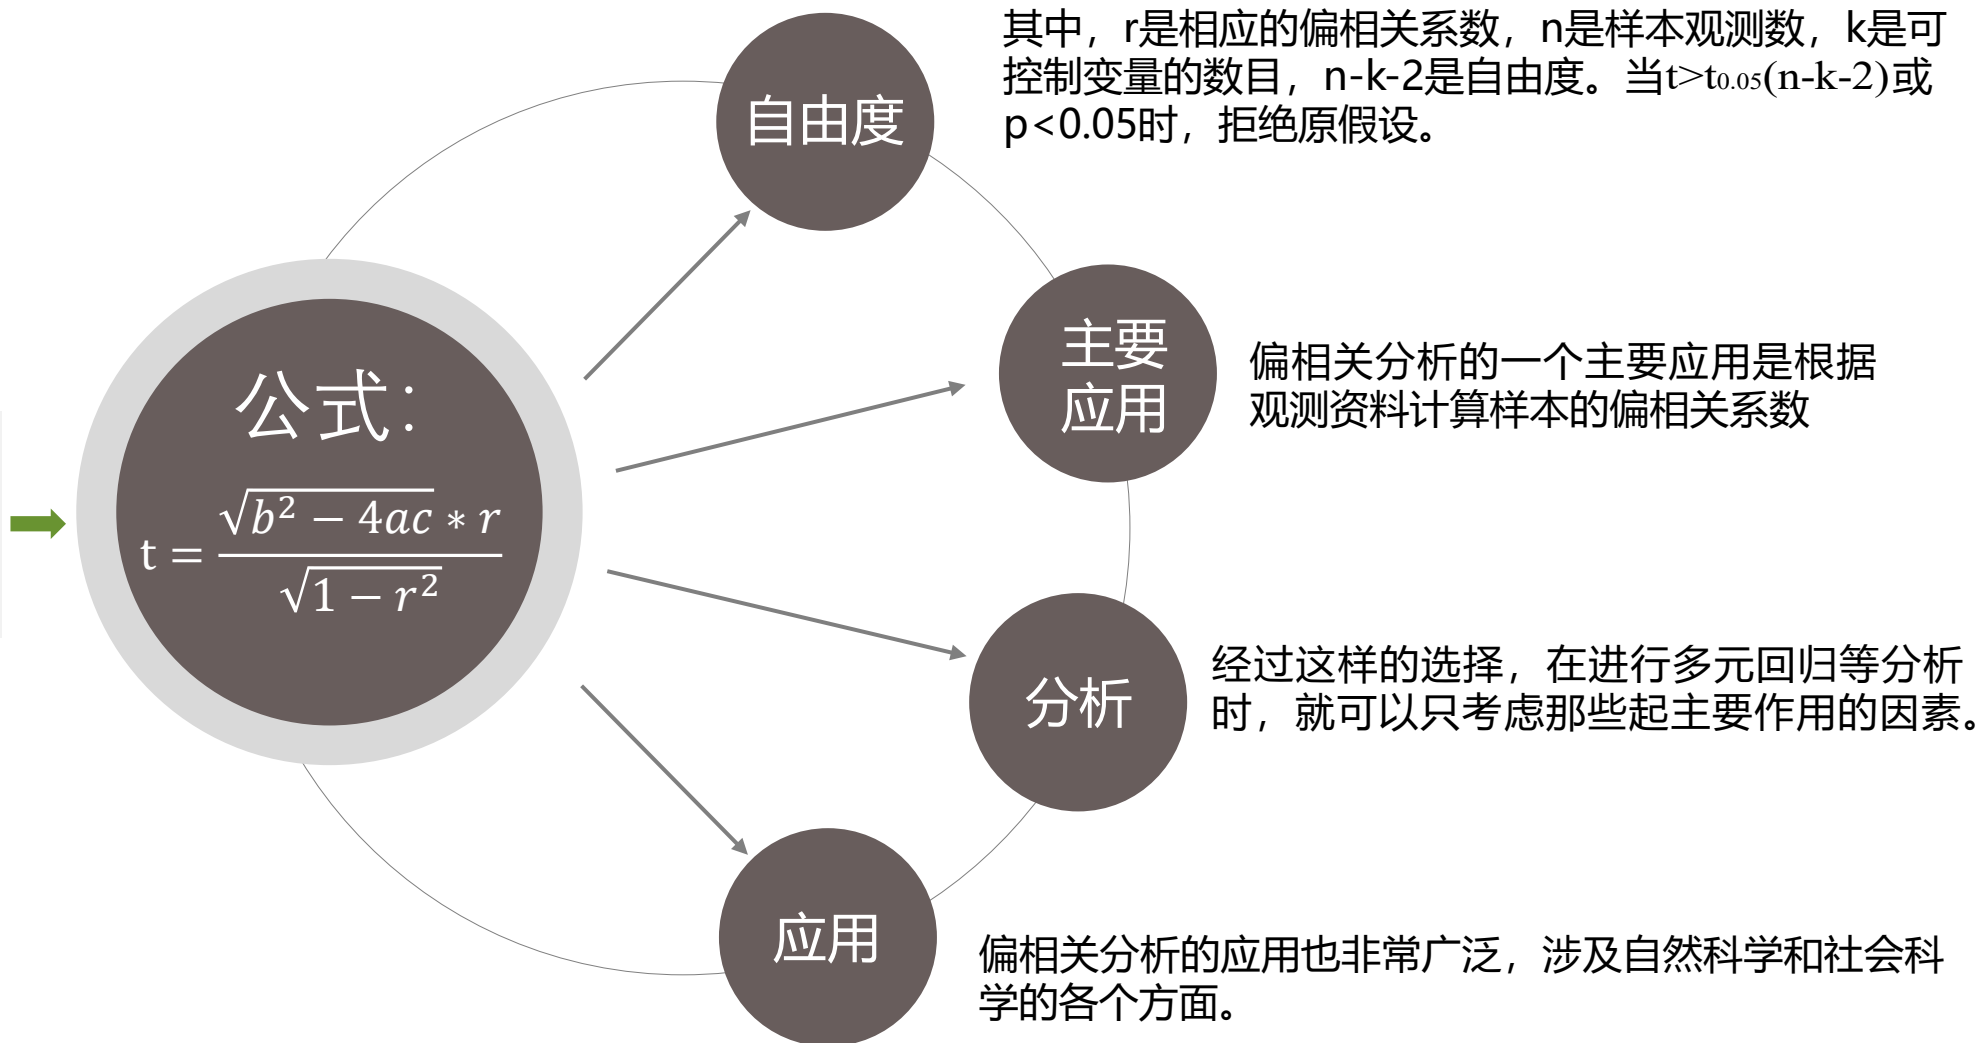 自由度
其中，r是相应的偏相关系数，n是样本观测数，k是可
控制变量的数目，n-k-2是自由度。当t>t0.05(n-k-2)或
p<0.05时，拒绝原假设。
公式：
t = \frac{\sqrt{b^2 - 4ac} * r}{\sqrt{1 - r^2}}
主要
应用
偏相关分析的一个主要应用是根据
观测资料计算样本的偏相关系数
分析
经过这样的选择，在进行多元回归等分析
时，就可以只考虑那些起主要作用的因素。
应用
偏相关分析的应用也非常广泛，涉及自然科学和社会科
学的各个方面。